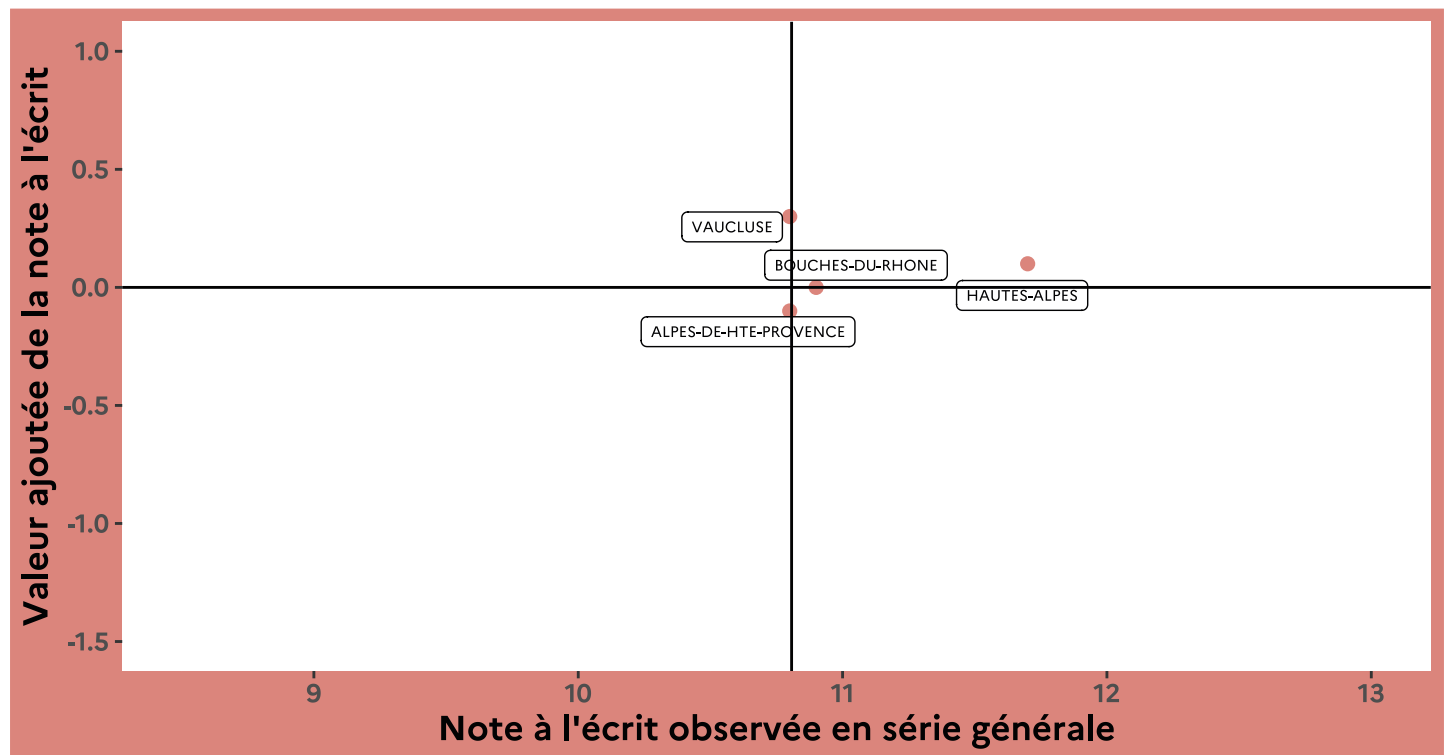 Valeur ajoutée de la note à l'écrit
1.0
0.5
0.0
-0.5
-1.0
-1.5
VAUCLUSE
BOUCHES-DU-RHONE
HAUTES-ALPES
ALPES-DE-HTE-PROVENCE
9 10 11 12 13
Note à l'écrit observée en série générale